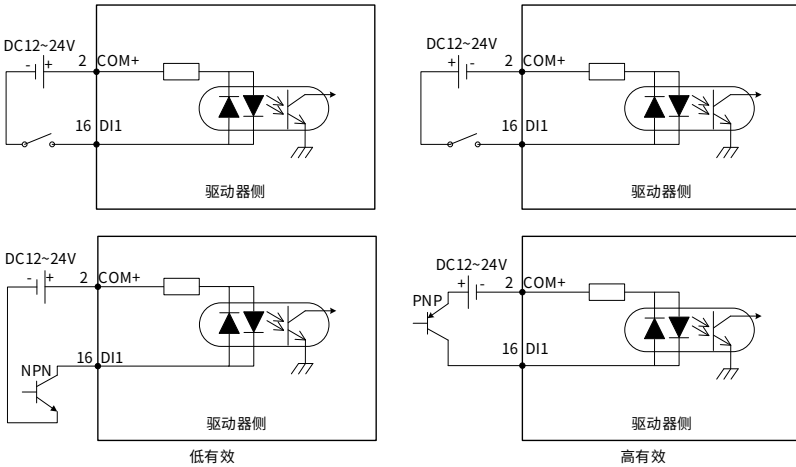 DC12~24V
- +
2
COM+
16
DI1
驱动器侧
DC12~24V
+ -
2
COM+
16
DI1
驱动器侧
DC12~24V
- +
2
COM+
16
DI1
NPN
驱动器侧
低有效
DC12~24V
+ -
2
COM+
PNP
16
DI1
驱动器侧
高有效